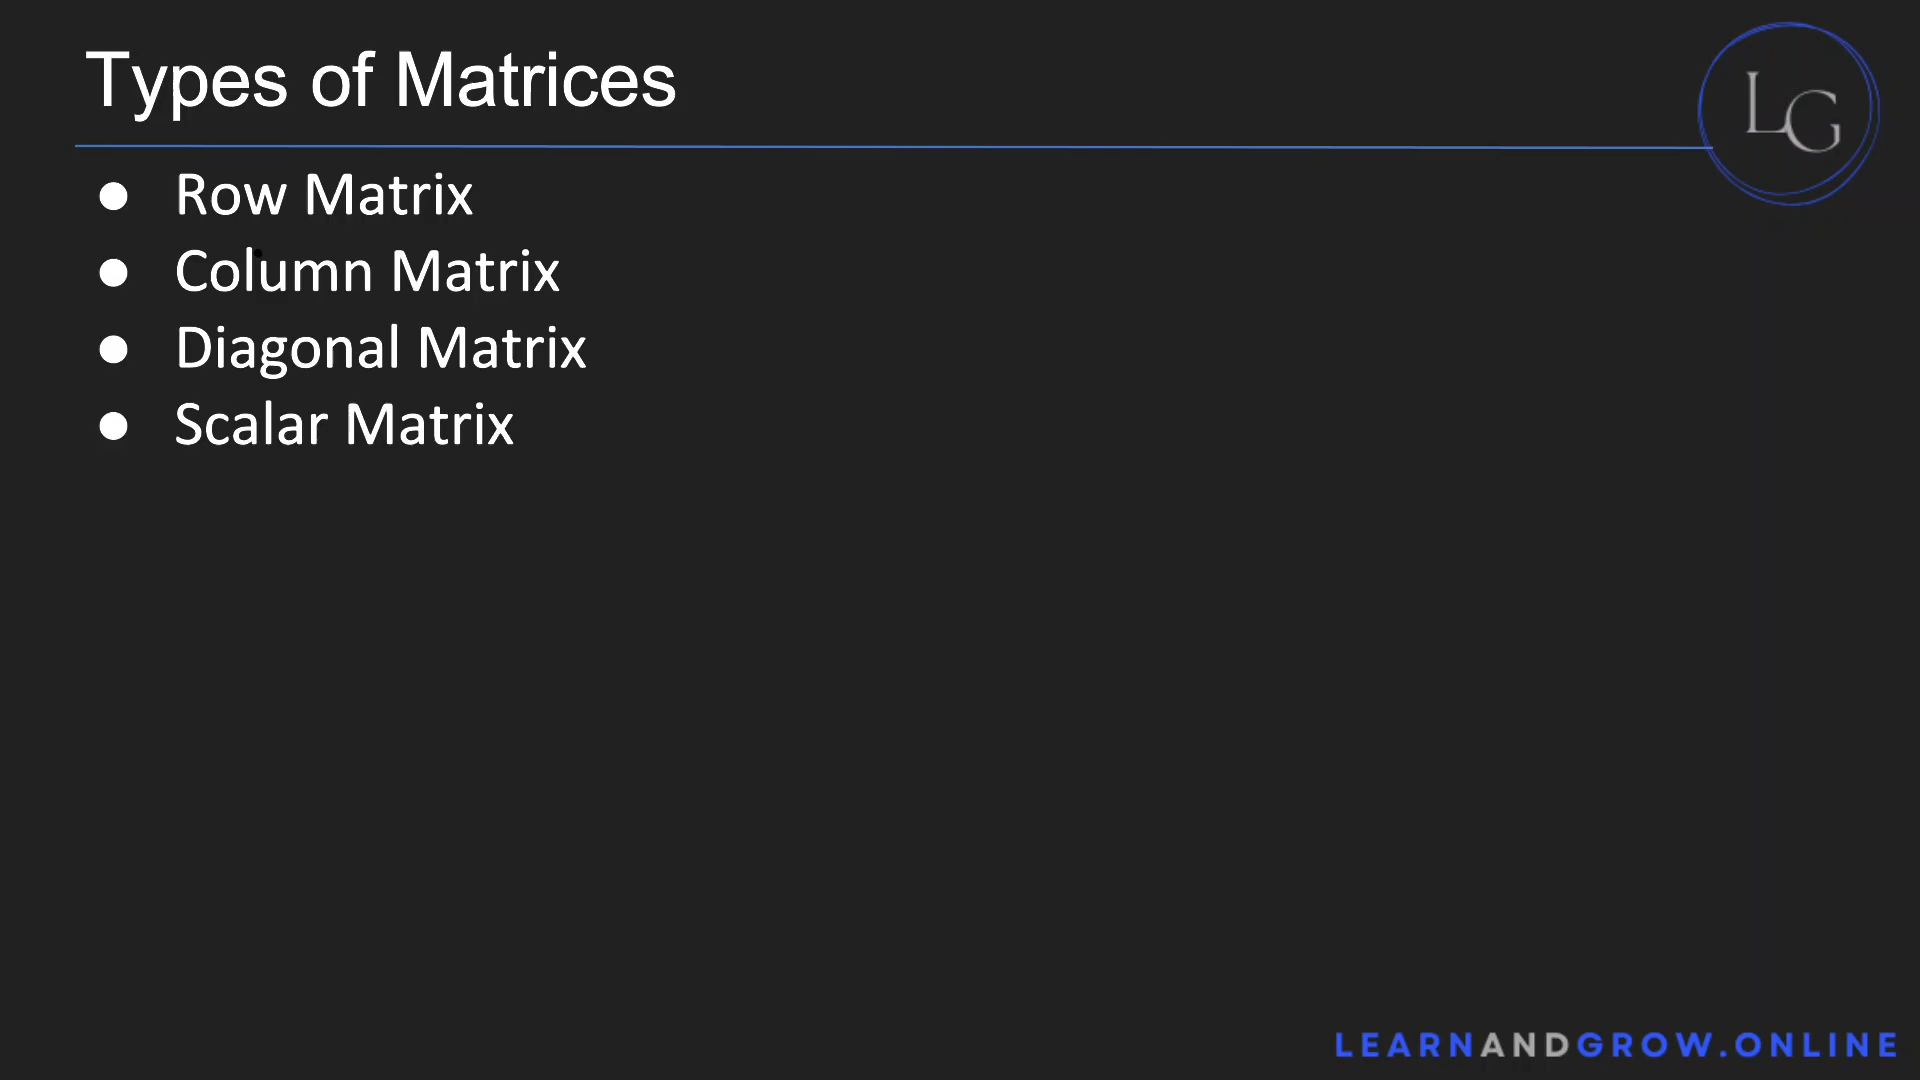 Types of Matrices
LG
● Row Matrix
● Column Matrix
● Diagonal Matrix
● Scalar Matrix
LEARNANDGROW.ONLINE